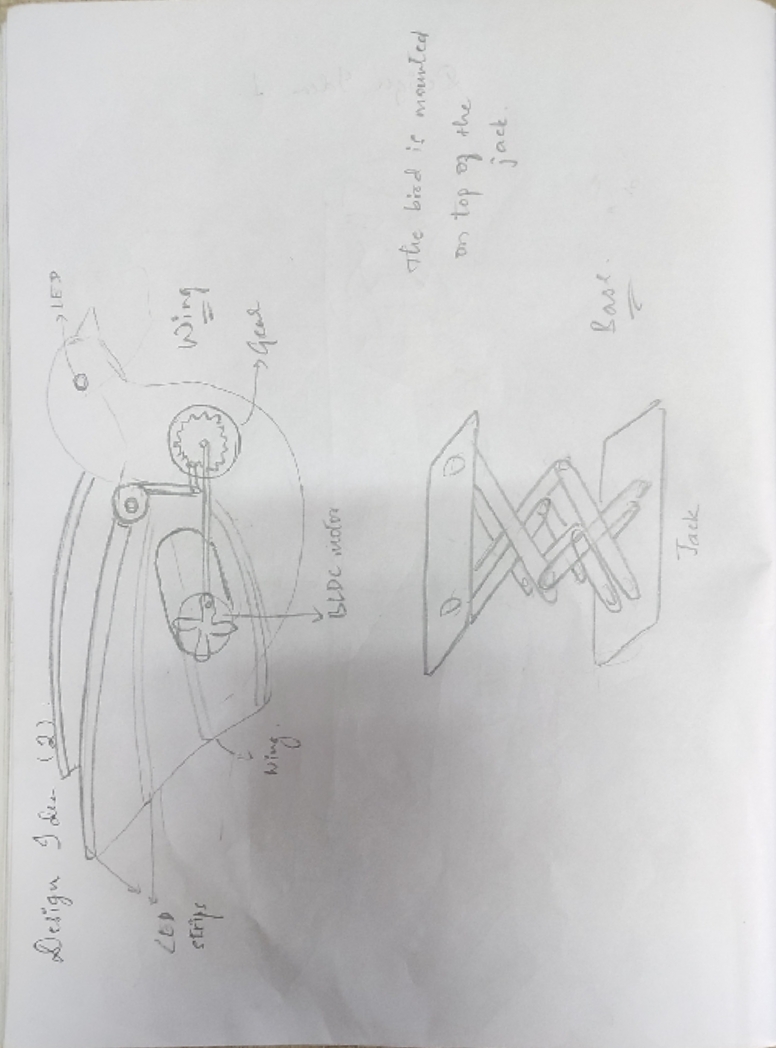 Design Idea (2)
LED
Wing
Gear
BLDC motor
Wing
LED
strips
The bird is mounted
on top of the
jack.
Base.
Jack